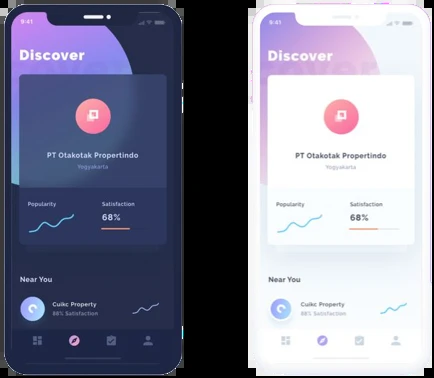 9:41
Discover
PT Otakotak Propertindo
Yogyakarta
Popularity
Satisfaction
68%
Near You
Cuikc Property
88% Satisfaction
9:41
Discover
PT Otakotak Propertindo
Yogyakarta
Popularity
Satisfaction
68%
Near You
Cuikc Property
88% Satisfaction